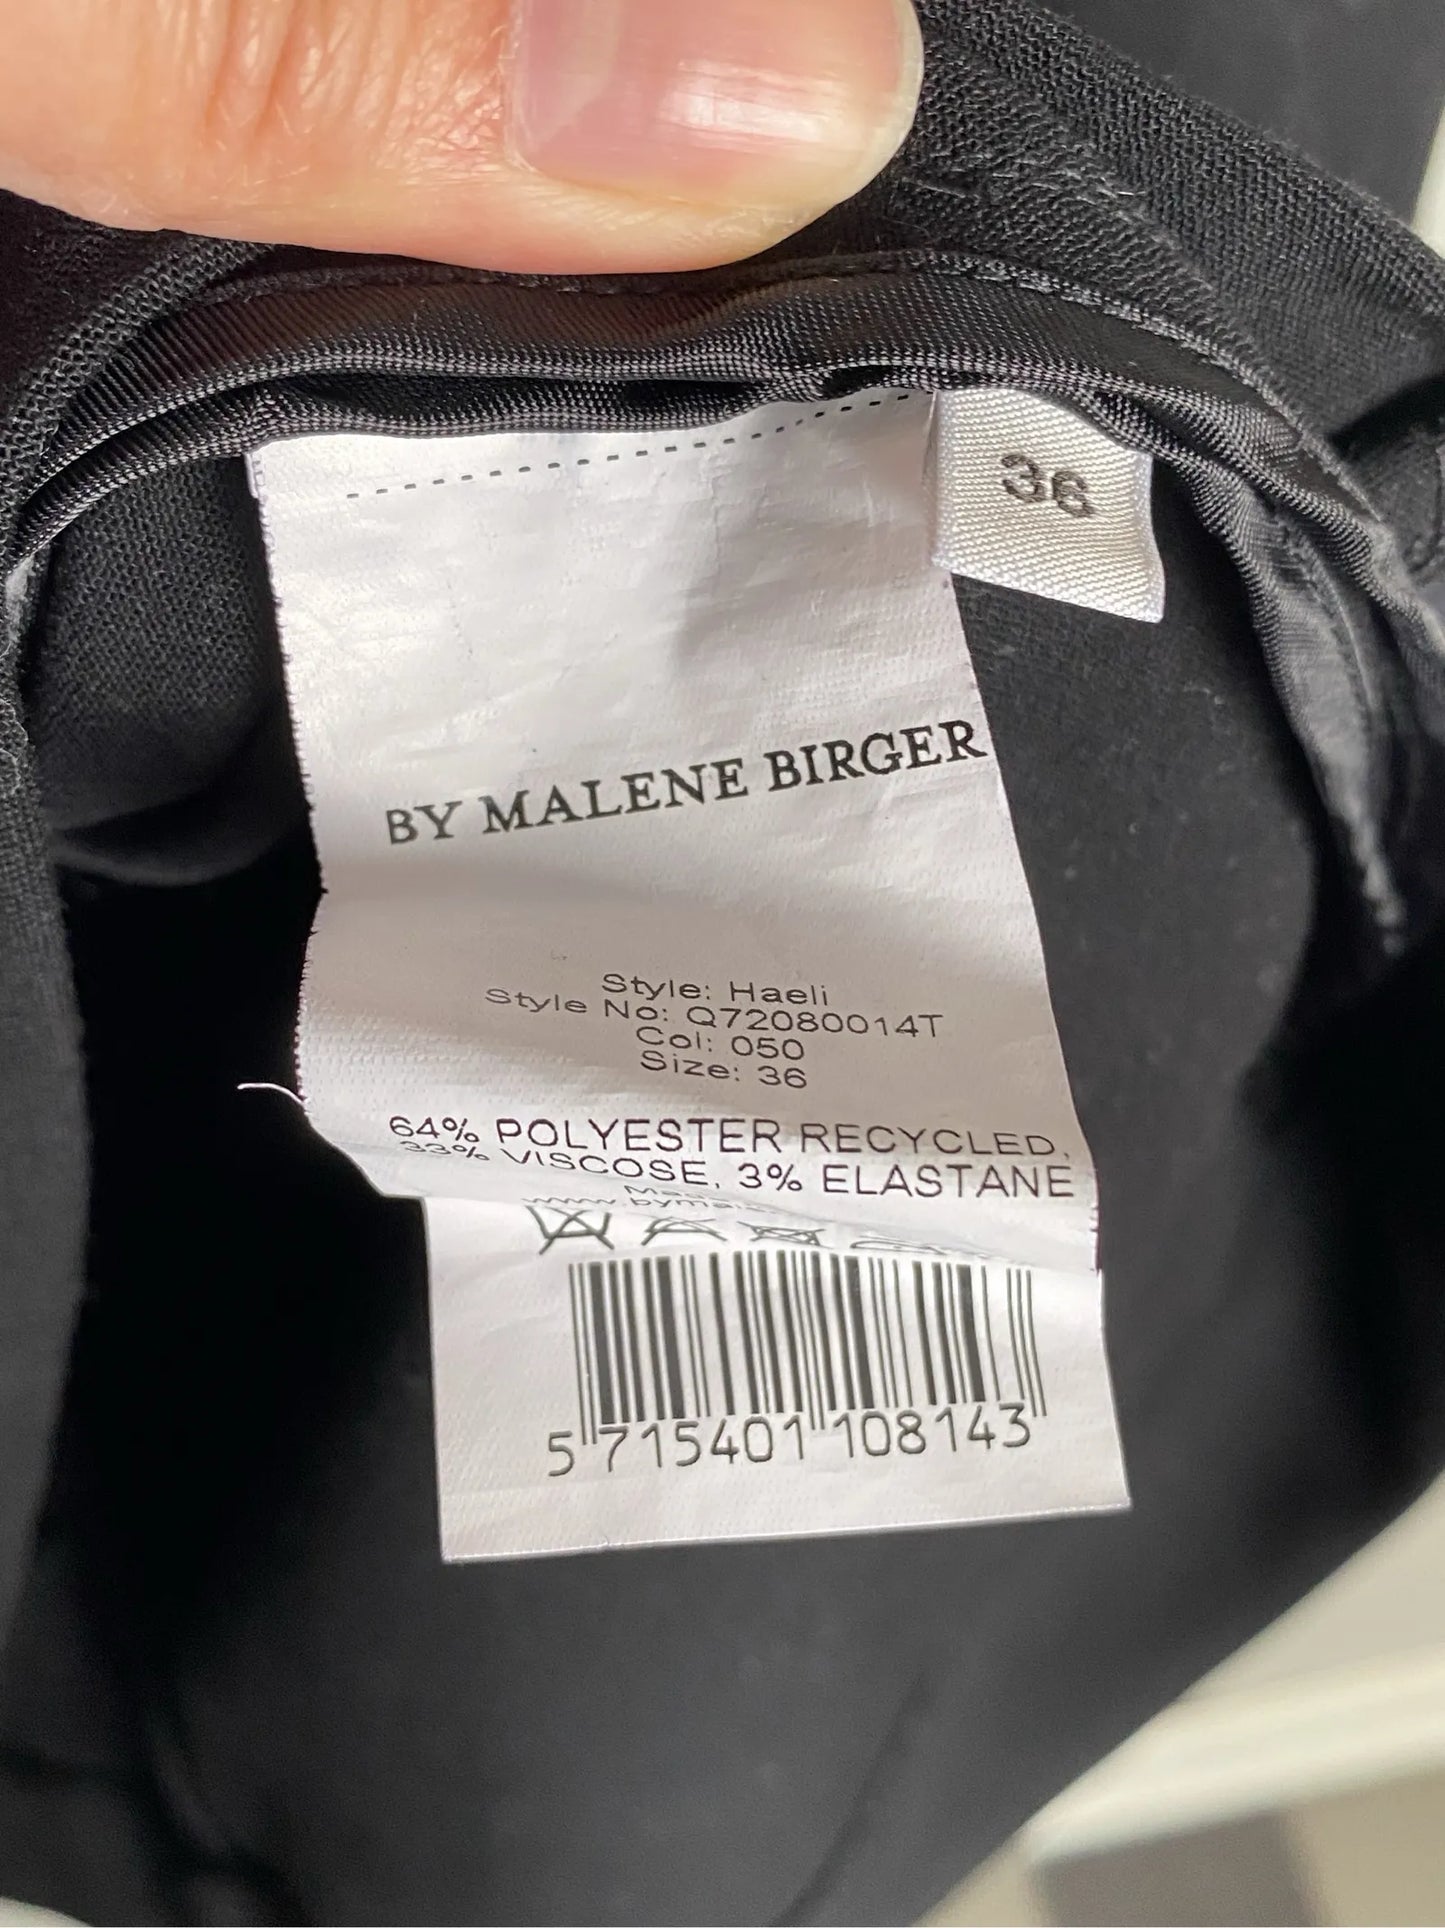 36
BY MALENE BIRGER
Style: Haeli
Style No: Q72080014T
Col: 050
Size: 36
64% POLYESTER RECYCLED,
33% VISCOSE, 3% ELASTANE
5 715401 108143